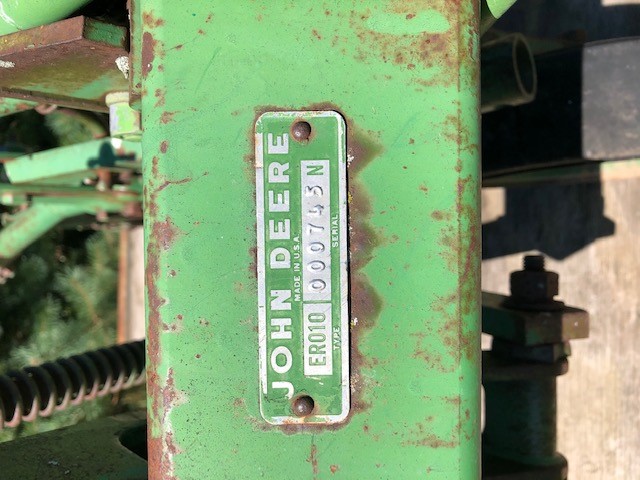 JOHN DEERE
MADE IN U.S.A.
ER010 000743N
TYPE SERIAL